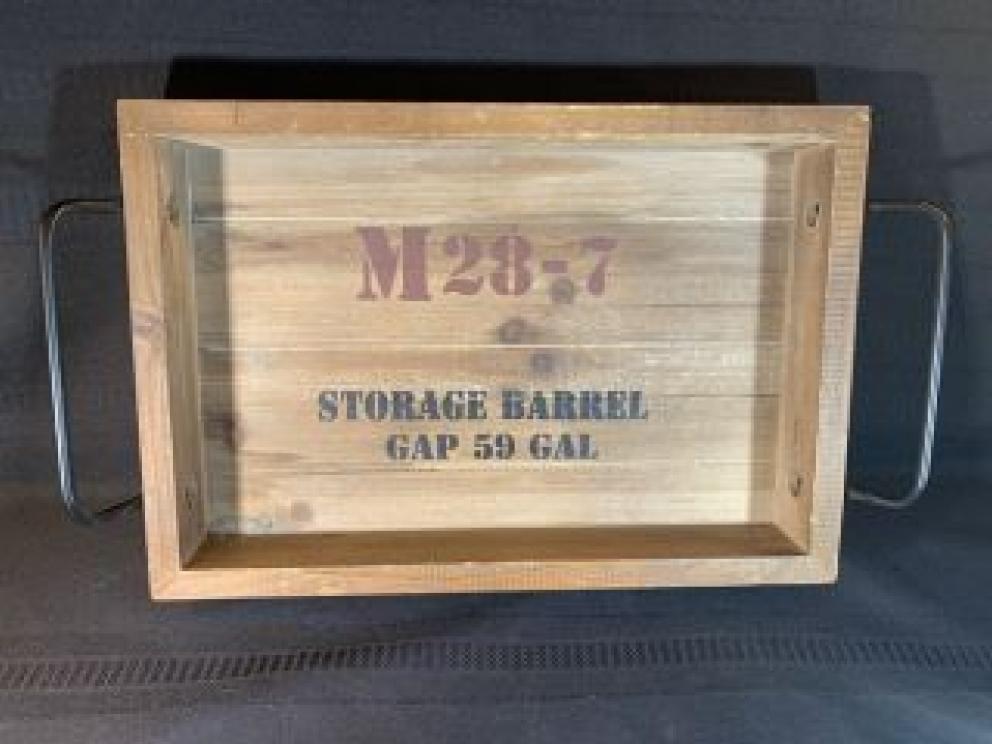 M28-7
STORAGE BARREL
GAP 59 GAL